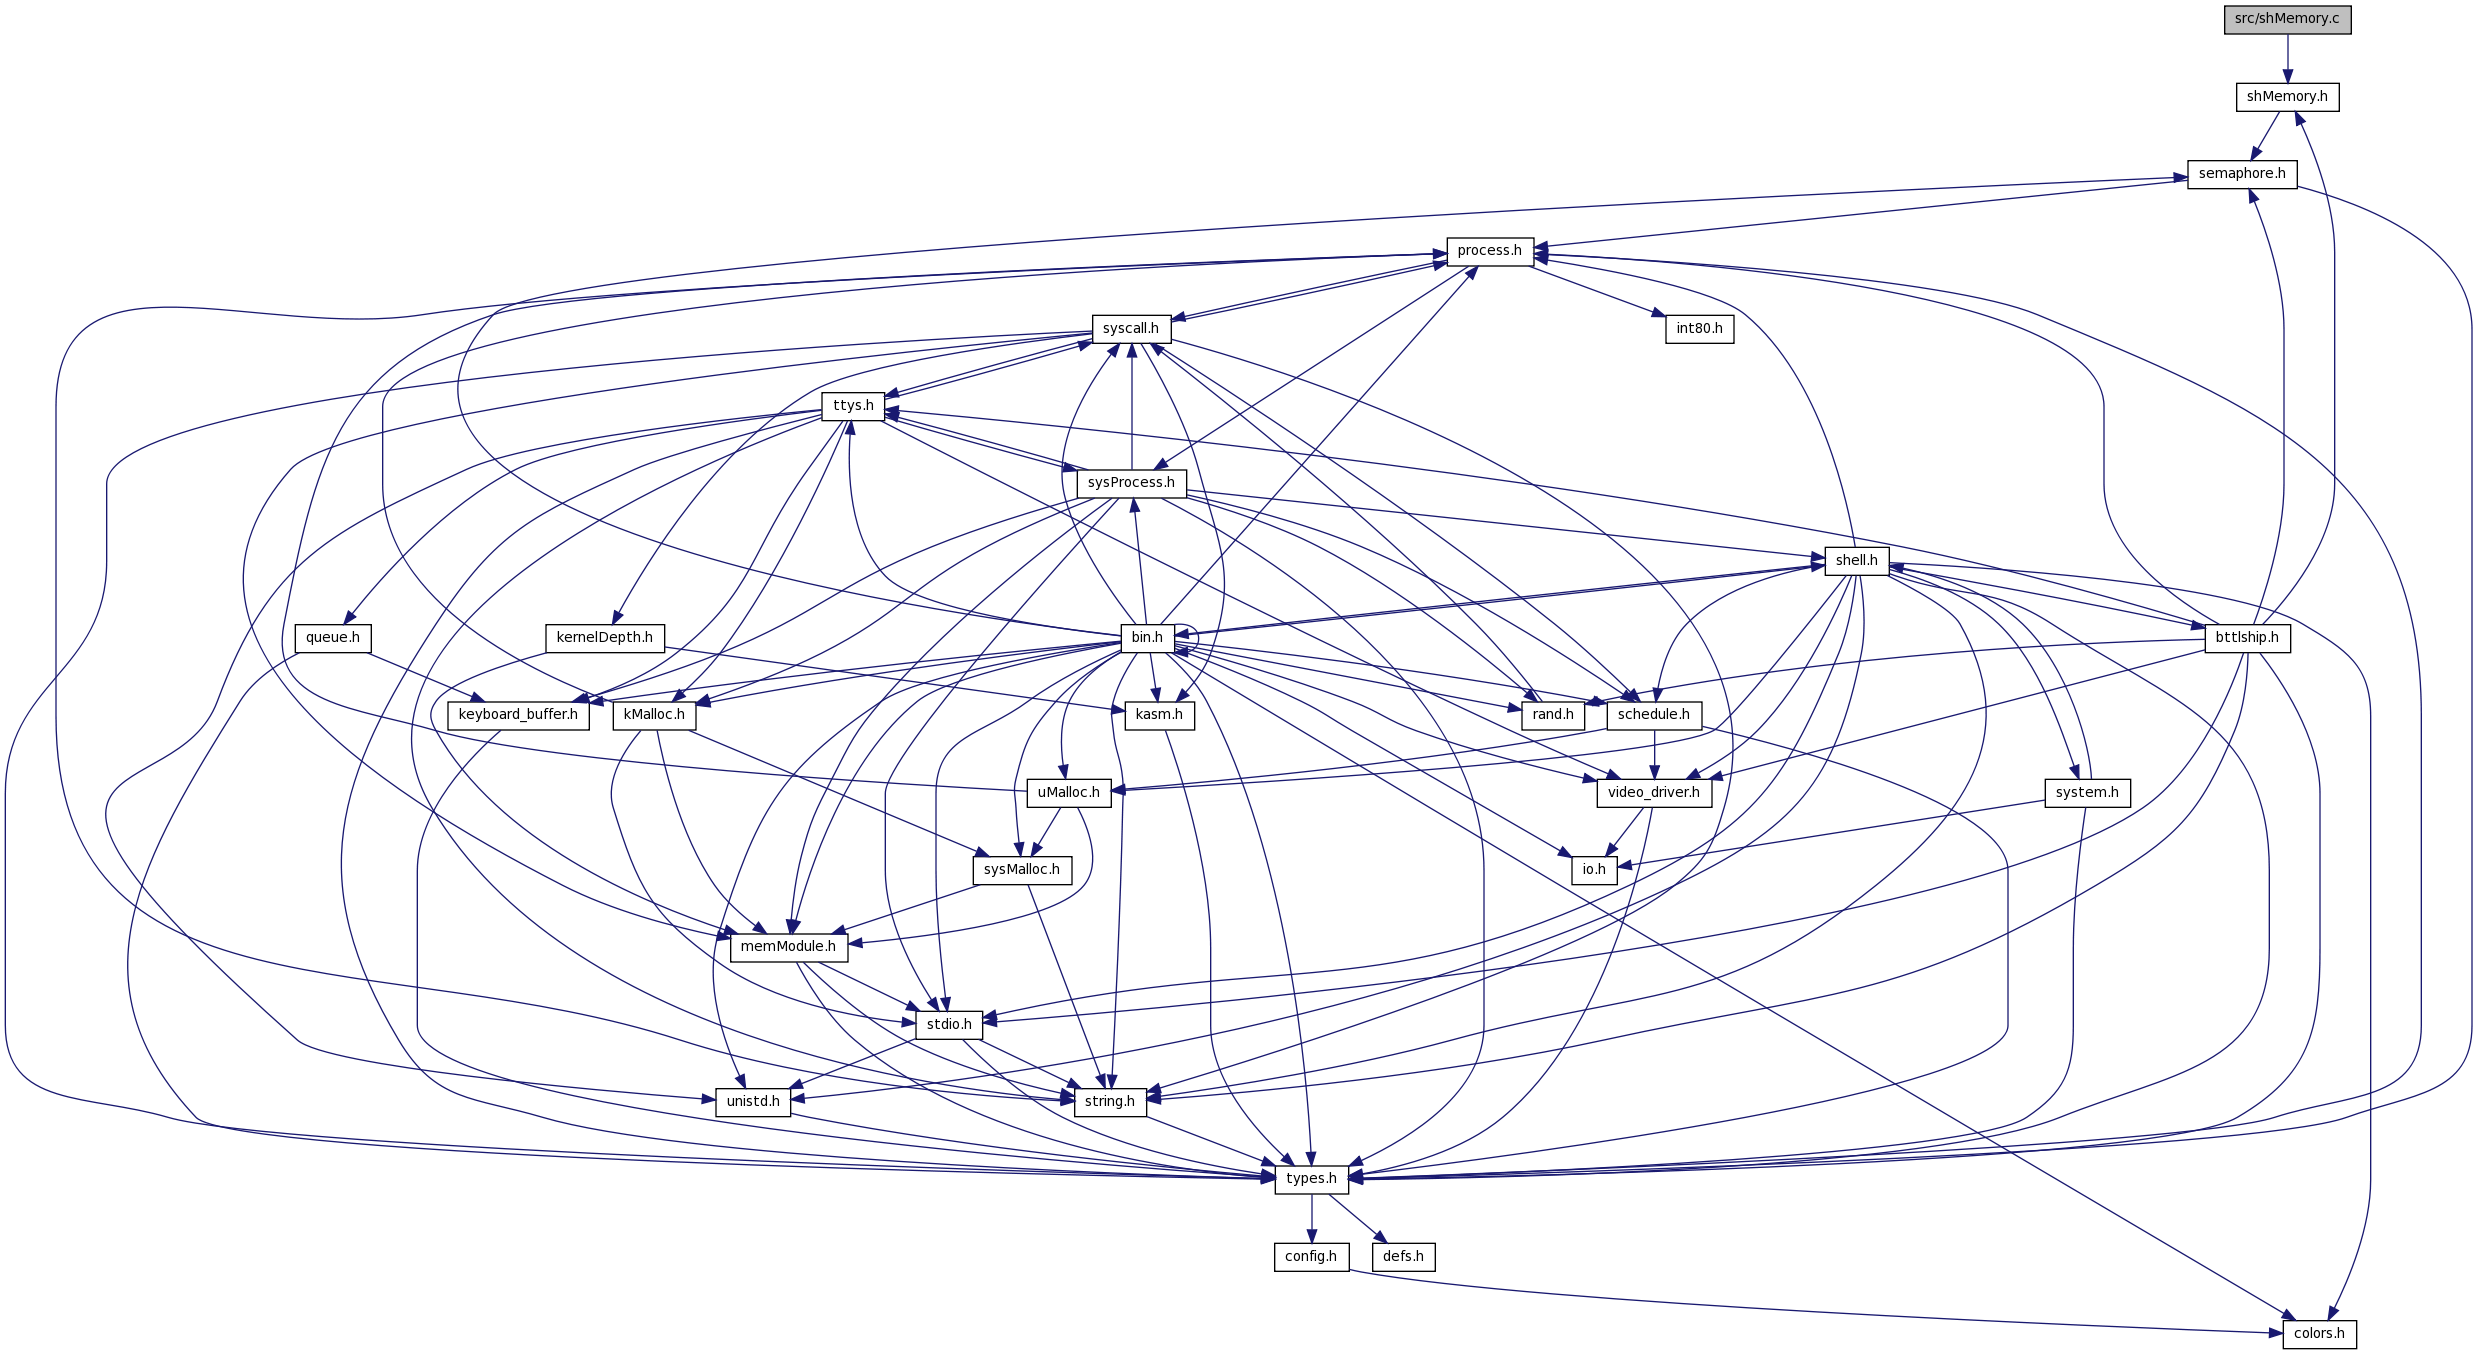 src/shMemory.c
shMemory.h
semaphore.h
process.h
syscall.h
int80.h
ttys.h
sysProcess.h
shell.h
queue.h
kernelDepth.h
bin.h
bttlship.h
keyboard_buffer.h
kMalloc.h
kasm.h
rand.h
schedule.h
uMalloc.h
video_driver.h
system.h
sysMalloc.h
io.h
memModule.h
stdio.h
unistd.h
string.h
types.h
config.h
defs.h
colors.h